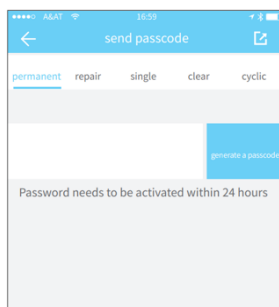 A&AT 16:59
send passcode
permanent repair single clear cyclic
generate a passcode
Password needs to be activated within 24 hours